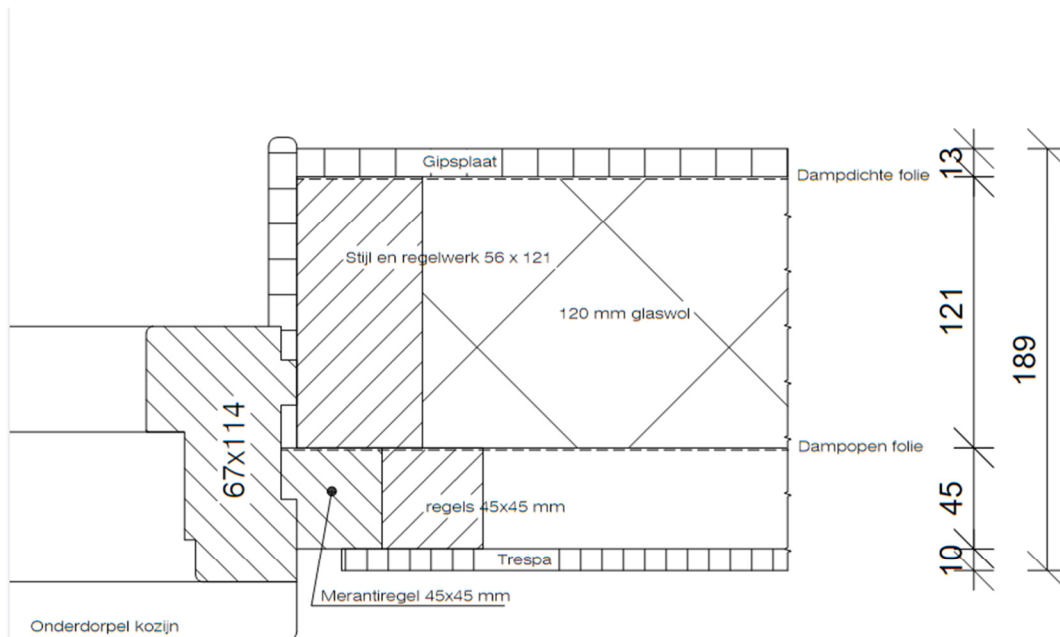 Gipsplaat
13
Dampdichte folie
Stijl en regelwerk 56 x 121
120 mm glaswol
121
189
67x114
Dampopen folie
regels 45x45 mm
45
Trespa
10
Merantiregel 45x45 mm
Onderdorpel kozijn